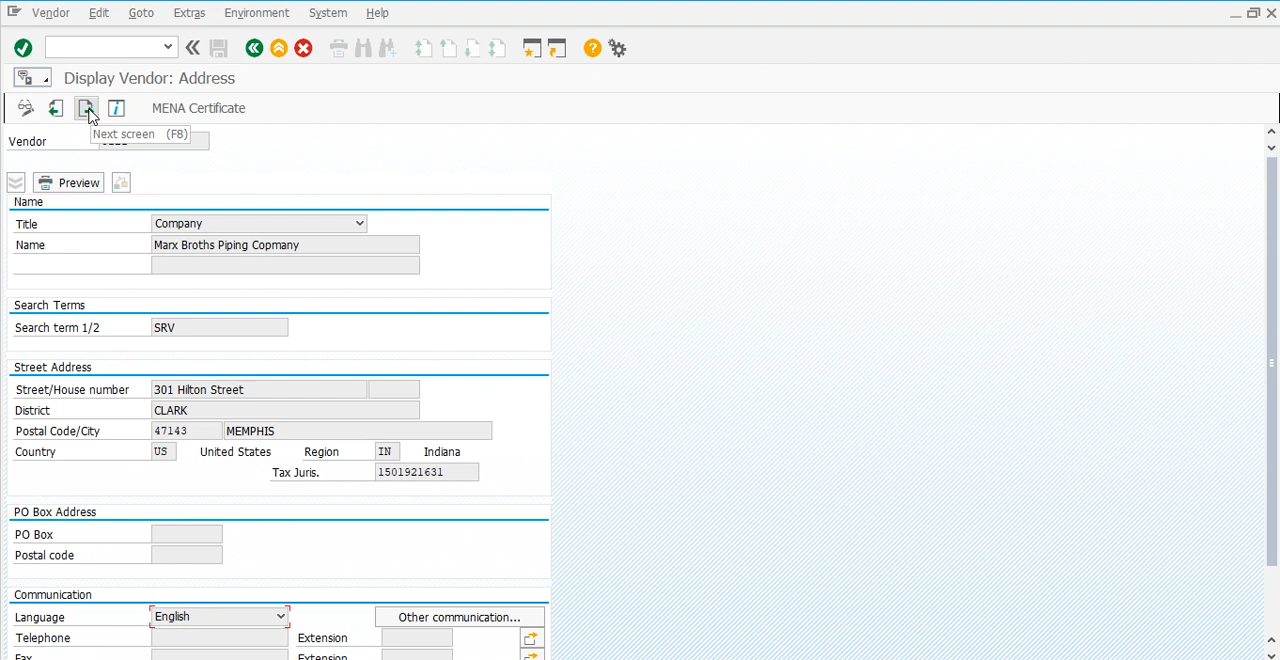 Vendor Edit Goto Extras Environment System Help
Display Vendor: Address
MENA Certificate
Next screen (F8)
Vendor
Preview
Name
Title Company
Name Marx Broths Piping Copmany
Search Terms
Search term 1/2 SRV
Street Address
Street/House number 301 Hilton Street
District CLARK
Postal Code/City 47143 MEMPHIS
Country US United States Region IN Indiana
Tax Juris. 1501921631
PO Box Address
PO Box
Postal code
Communication
Language English Other communication...
Telephone Extension
Fax Extension